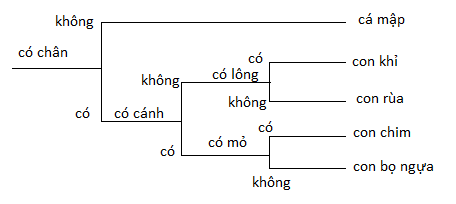 không
cá mập
có chân
có
con khỉ
không
có lông
không
con rùa
có
có cánh
có
con chim
có mỏ
có
con bọ ngựa
không